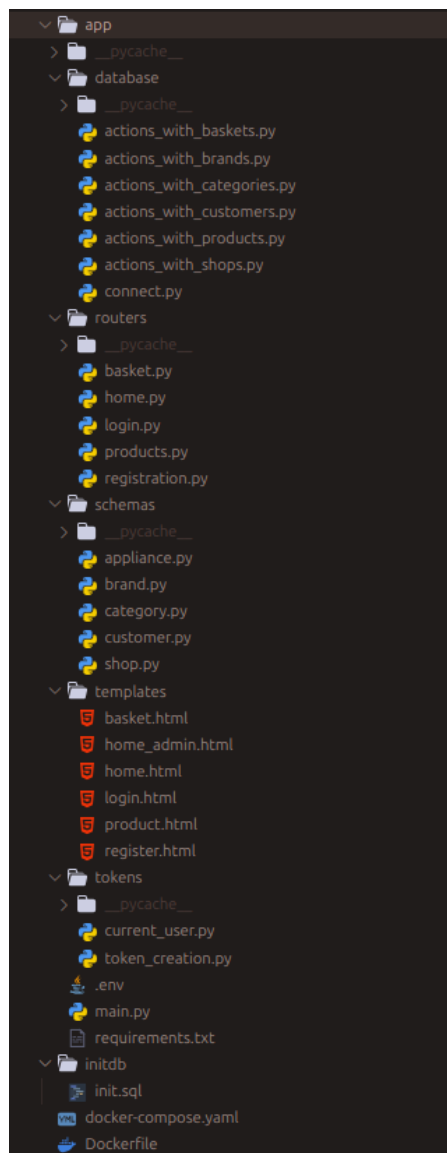 app
__pycache__
database
__pycache__
actions_with_baskets.py
actions_with_brands.py
actions_with_categories.py
actions_with_customers.py
actions_with_products.py
actions_with_shops.py
connect.py
routers
__pycache__
basket.py
home.py
login.py
products.py
registration.py
schemas
__pycache__
appliance.py
brand.py
category.py
customer.py
shop.py
templates
basket.html
home_admin.html
home.html
login.html
product.html
register.html
tokens
__pycache__
current_user.py
token_creation.py
.env
main.py
requirements.txt
initdb
init.sql
YML docker-compose.yaml
Dockerfile